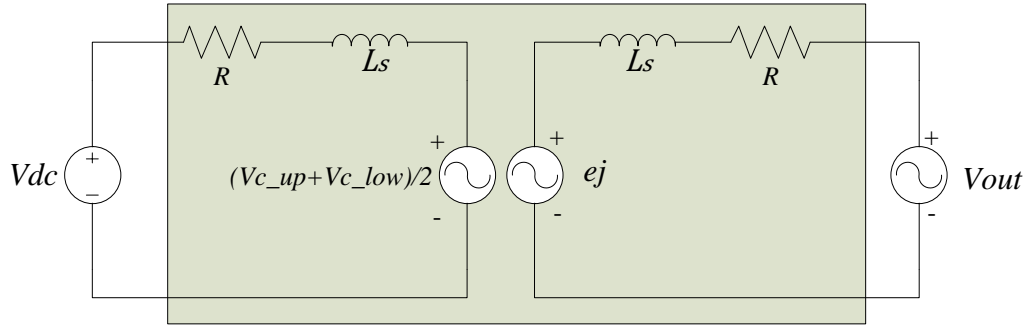 R
Ls
Ls
R
+
+
+
+
Vdc
(Vc_up+Vc_low)/2
ej
Vout
−
-
-
-